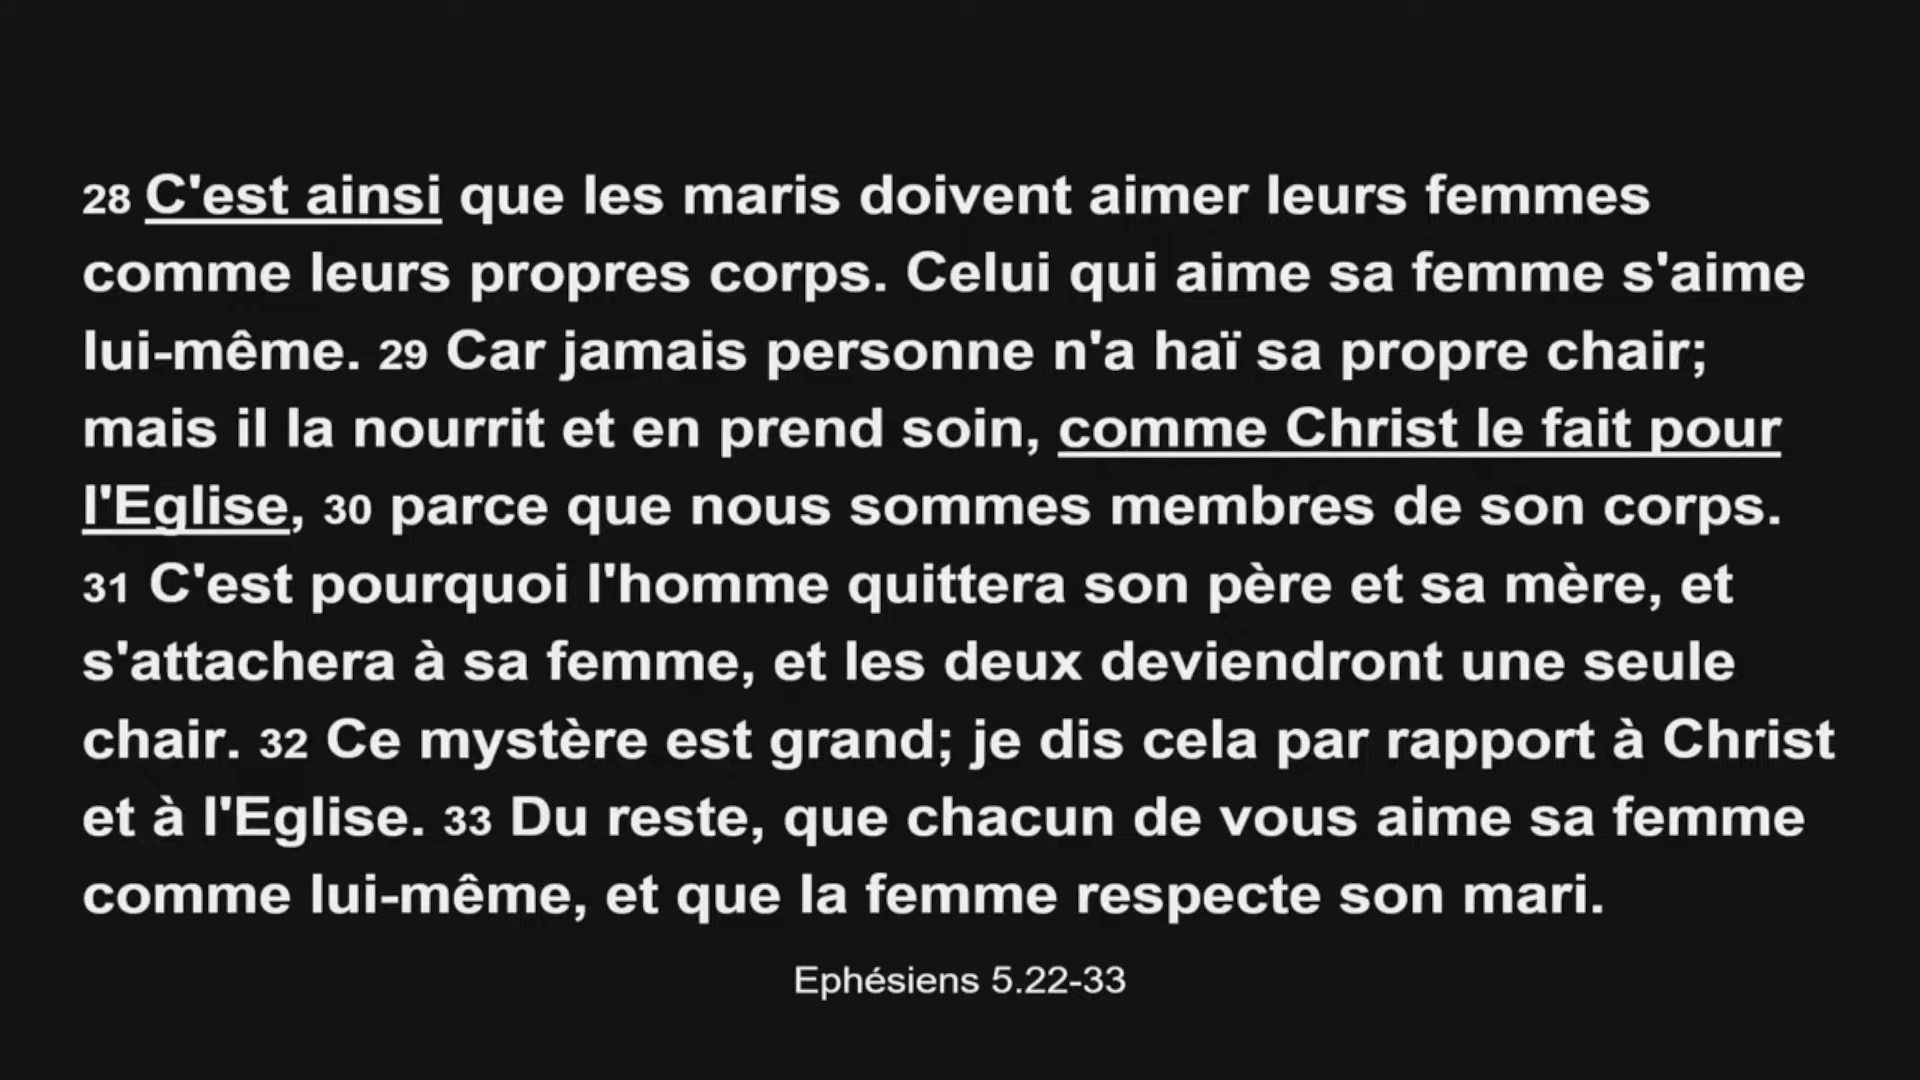 28 C'est ainsi que les maris doivent aimer leurs femmes
comme leurs propres corps. Celui qui aime sa femme s'aime
lui-même. 29 Car jamais personne n'a haï sa propre chair;
mais il la nourrit et en prend soin, comme Christ le fait pour
l'Eglise, 30 parce que nous sommes membres de son corps.
31 C'est pourquoi l'homme quittera son père et sa mère, et
s'attachera à sa femme, et les deux deviendront une seule
chair. 32 Ce mystère est grand; je dis cela par rapport à Christ
et à l'Eglise. 33 Du reste, que chacun de vous aime sa femme
comme lui-même, et que la femme respecte son mari.
Ephésiens 5.22-33